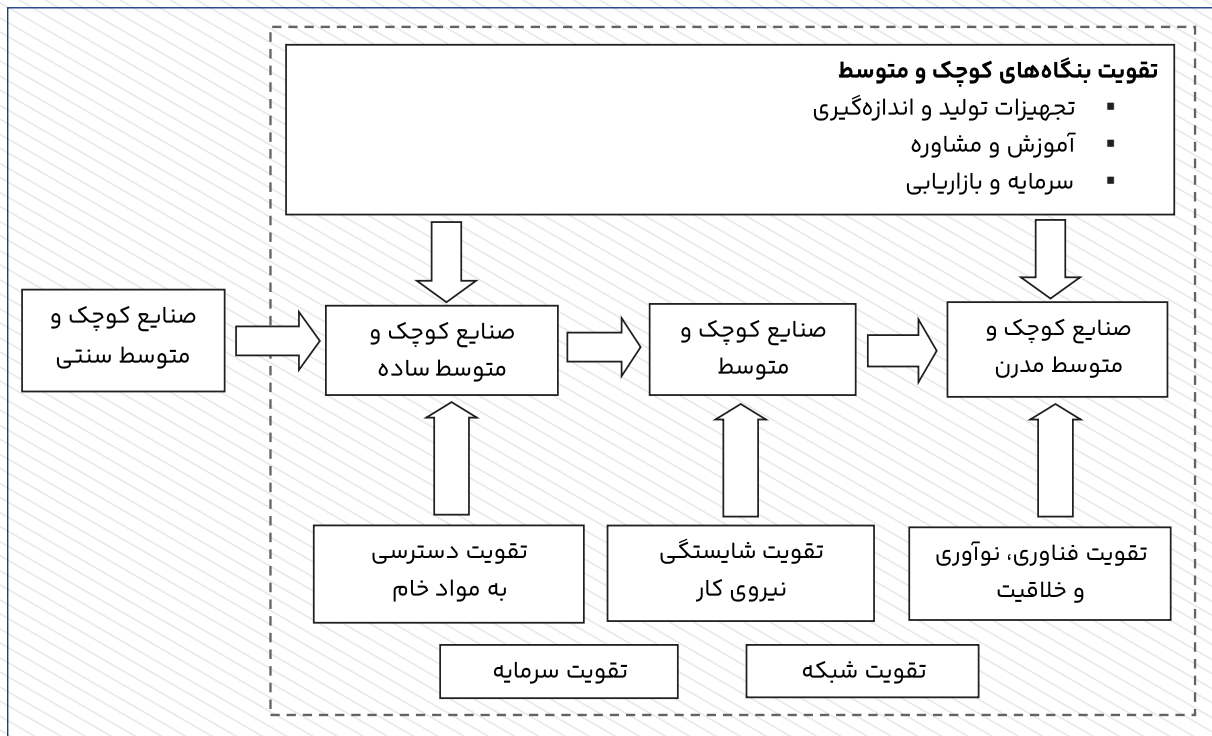 تقویت بنگاه‌های کوچک و متوسط
▪ تجهیزات تولید و اندازه‌گیری
▪ آموزش و مشاوره
▪ سرمایه و بازاریابی
صنایع کوچک و
متوسط سنتی
صنایع کوچک و
متوسط ساده
صنایع کوچک و
متوسط
صنایع کوچک و
متوسط مدرن
تقویت دسترسی
به مواد خام
تقویت شایستگی
نیروی کار
تقویت فناوری، نوآوری
و خلاقیت
تقویت سرمایه
تقویت شبکه